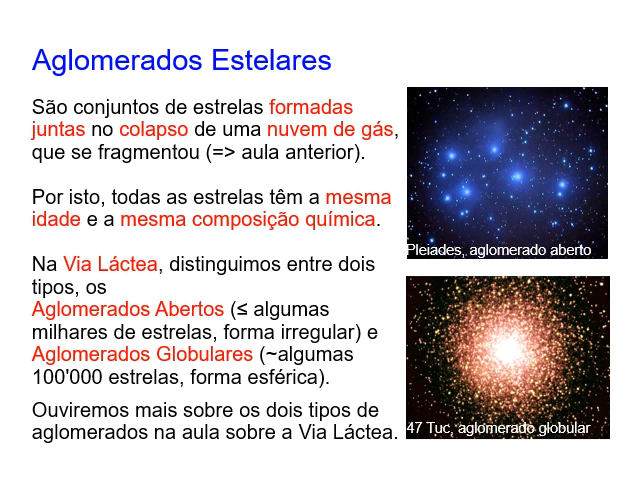 Aglomerados Estelares
São conjuntos de estrelas formadas
juntas no colapso de uma nuvem de gás,
que se fragmentou (=> aula anterior).
Por isto, todas as estrelas têm a mesma
idade e a mesma composição química.
Na Via Láctea, distinguimos entre dois
tipos, os
Aglomerados Abertos (≤ algumas
milhares de estrelas, forma irregular) e
Aglomerados Globulares (~algumas
100'000 estrelas, forma esférica).
Ouviremos mais sobre os dois tipos de
aglomerados na aula sobre a Via Láctea.
Pleiades, aglomerado aberto
47 Tuc, aglomerado globular